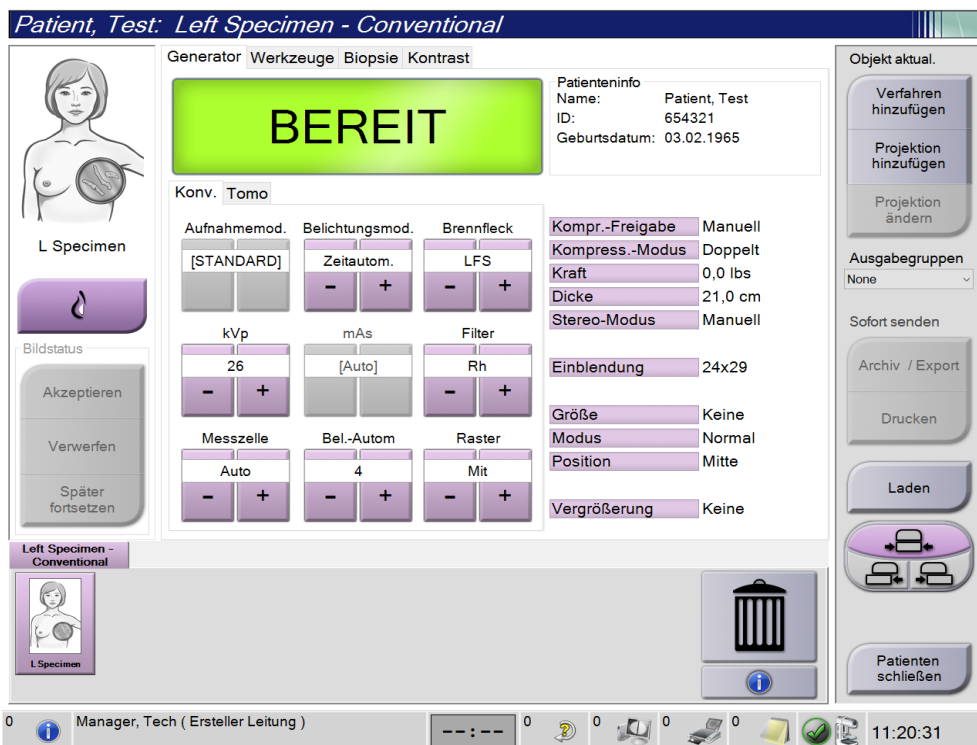 Patient, Test: Left Specimen - Conventional
Generator Werkzeuge Biopsie Kontrast
Objekt aktual.
BEREIT
Patienteninfo
Name: Patient, Test
ID: 654321
Geburtsdatum: 03.02.1965
Verfahren
hinzufügen
Projektion
hinzufügen
Projektion
ändern
Konv. Tomo
L Specimen
Aufnahmemod. Belichtungsmod. Brennfleck
[STANDARD] Zeitautom. LFS
- + - +
kVp mAs Filter
26 [Auto] Rh
- + - +
Messzelle Bel.-Autom Raster
Auto 4 Mit
- + - + - +
Kompr.-Freigabe Manuell
Kompress.-Modus Doppelt
Kraft 0,0 lbs
Dicke 21,0 cm
Stereo-Modus Manuell
Einblendung 24x29
Größe Keine
Modus Normal
Position Mitte
Vergrößerung Keine
Ausgabegruppen
None
Sofort senden
Archiv / Export
Drucken
Laden
Bildstatus
Akzeptieren
Verwerfen
Später
fortsetzen
Left Specimen -
Conventional
L Specimen
Patienten
schließen
0 Manager, Tech ( Ersteller Leitung ) --:-- 0 0 0 0 11:20:31